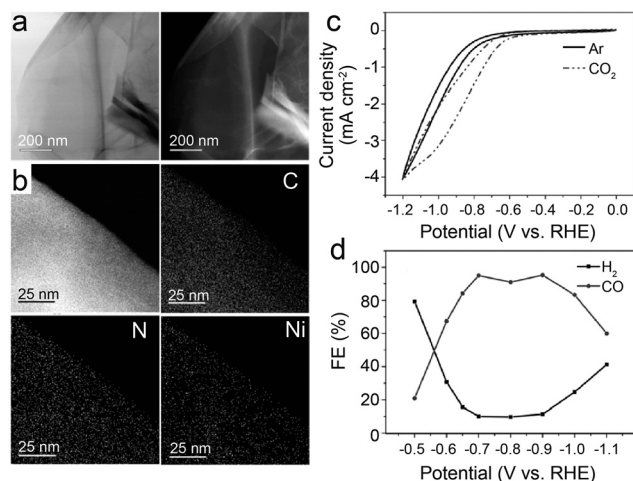 a
200 nm
200 nm
b
C
25 nm
25 nm
N
Ni
25 nm
25 nm
c
Current density
(mA cm-2)
0
-1
-2
-3
-4
Ar
CO2
-1.2
-1.0
-0.8
-0.6
-0.4
-0.2
0.0
Potential (V vs. RHE)
d
FE (%)
100
80
60
40
20
0
H2
CO
-0.5
-0.6
-0.7
-0.8
-0.9
-1.0
-1.1
Potential (V vs. RHE)